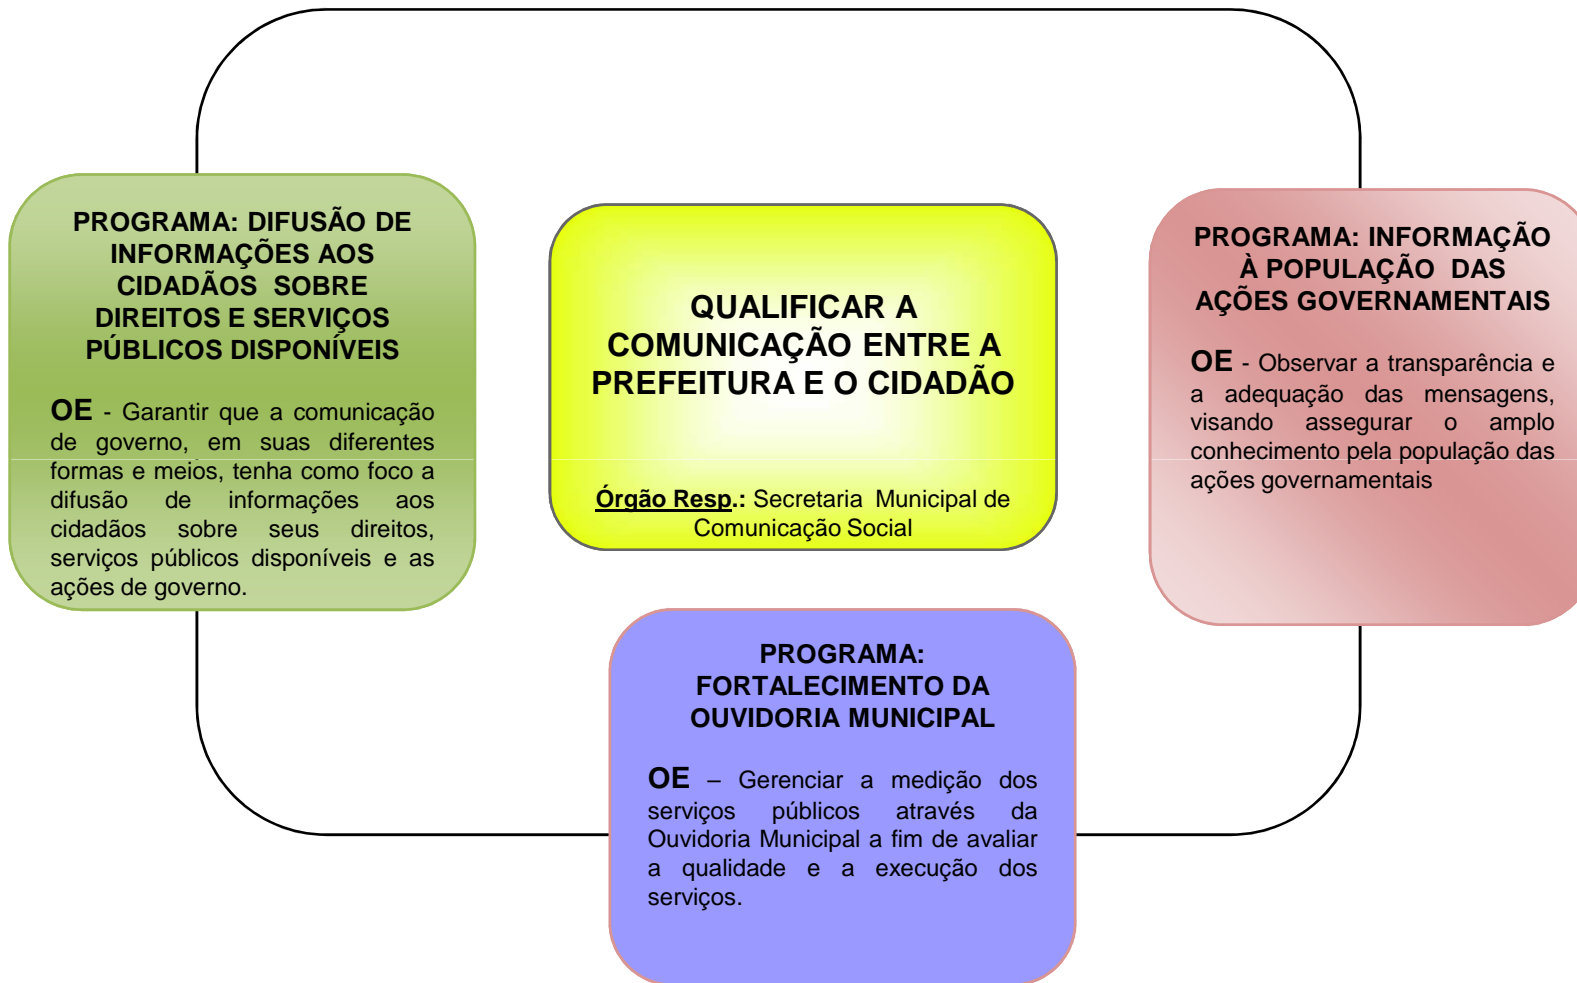 PROGRAMA: DIFUSÃO DE
INFORMAÇÕES AOS
CIDADÃOS SOBRE
DIREITOS E SERVIÇOS
PÚBLICOS DISPONÍVEIS
OE - Garantir que a comunicação
de governo, em suas diferentes
formas e meios, tenha como foco a
difusão de informações aos
cidadãos sobre seus direitos,
serviços públicos disponíveis e as
ações de governo.
QUALIFICAR A
COMUNICAÇÃO ENTRE A
PREFEITURA E O CIDADÃO
Órgão Resp.: Secretaria Municipal de
Comunicação Social
PROGRAMA: INFORMAÇÃO
À POPULAÇÃO DAS
AÇÕES GOVERNAMENTAIS
OE - Observar a transparência e
a adequação das mensagens,
visando assegurar o amplo
conhecimento pela população das
ações governamentais
PROGRAMA:
FORTALECIMENTO DA
OUVIDORIA MUNICIPAL
OE – Gerenciar a medição dos
serviços públicos através da
Ouvidoria Municipal a fim de avaliar
a qualidade e a execução dos
serviços.